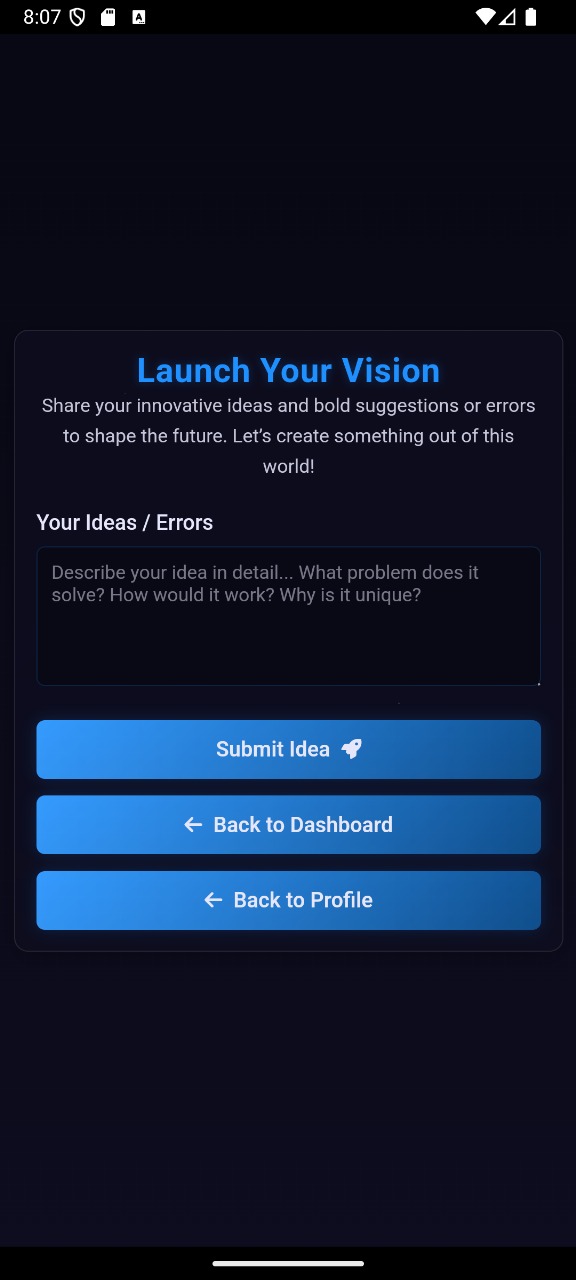 8:07
A
Launch Your Vision
Share your innovative ideas and bold suggestions or errors
to shape the future. Let’s create something out of this
world!
Your Ideas / Errors
Describe your idea in detail... What problem does it
solve? How would it work? Why is it unique?
Submit Idea
Back to Dashboard
Back to Profile